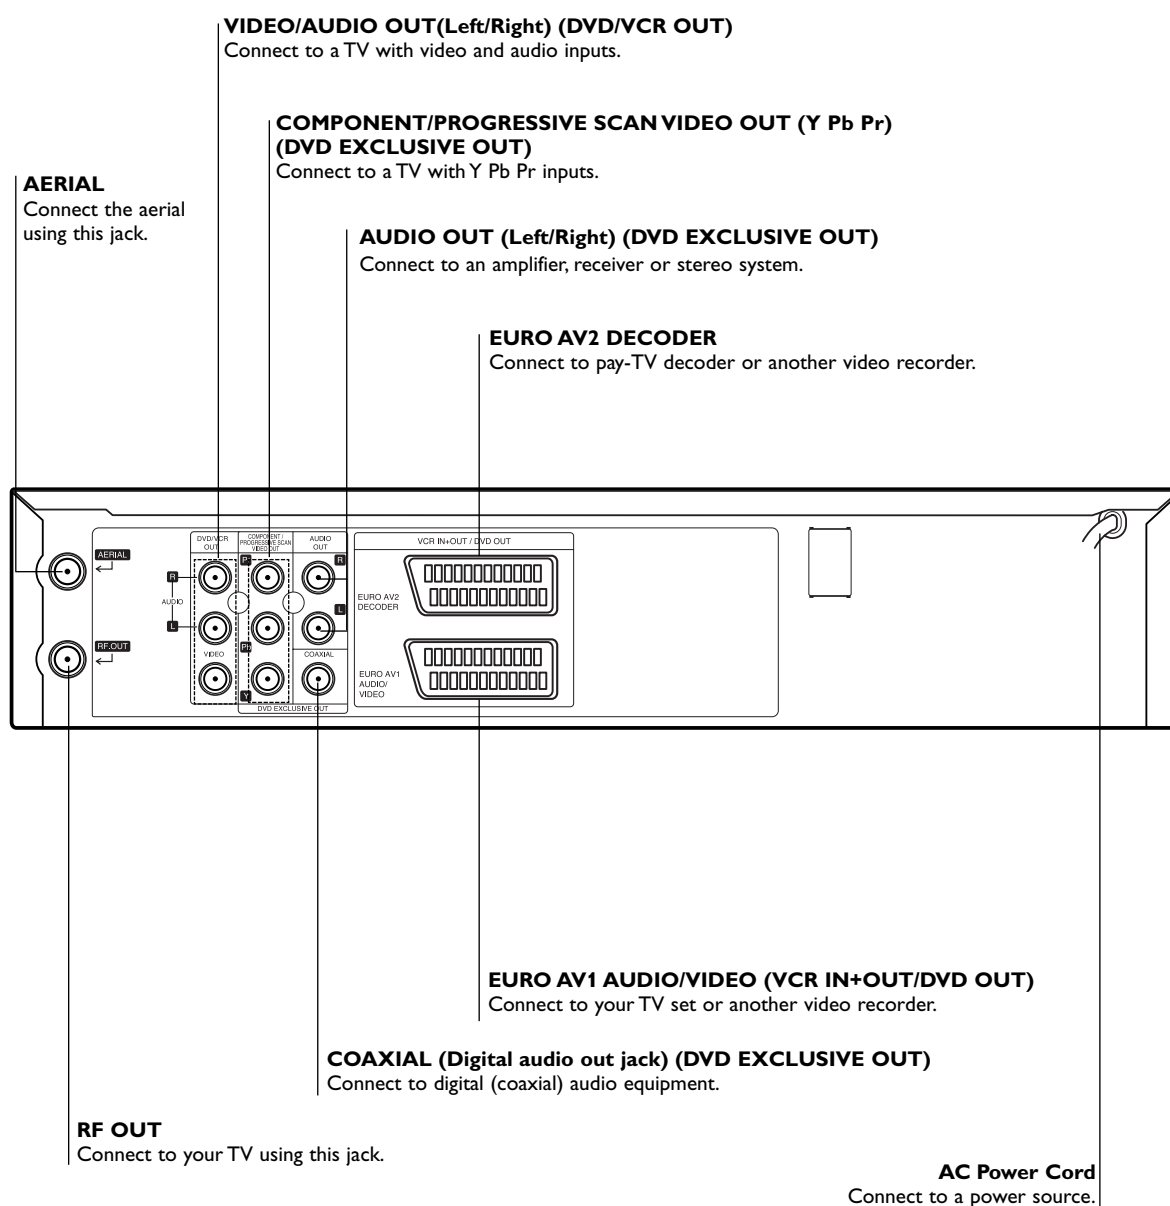 VIDEO/AUDIO OUT(Left/Right) (DVD/VCR OUT)
Connect to a TV with video and audio inputs.
COMPONENT/PROGRESSIVE SCAN VIDEO OUT (Y Pb Pr)
(DVD EXCLUSIVE OUT)
Connect to a TV with Y Pb Pr inputs.
AERIAL
Connect the aerial
using this jack.
AUDIO OUT (Left/Right) (DVD EXCLUSIVE OUT)
Connect to an amplifier, receiver or stereo system.
EURO AV2 DECODER
Connect to pay-TV decoder or another video recorder.
AERIAL
RF.OUT
DVD/VCR
OUT
R
AUDIO
L
VIDEO
COMPONENT /
PROGRESSIVE SCAN
VIDEO OUT
Pr
Pb
Y
AUDIO
OUT
R
L
COAXIAL
DVD EXCLUSIVE OUT
VCR IN+OUT / DVD OUT
EURO AV2
DECODER
EURO AV1
AUDIO/
VIDEO
EURO AV1 AUDIO/VIDEO (VCR IN+OUT/DVD OUT)
Connect to your TV set or another video recorder.
COAXIAL (Digital audio out jack) (DVD EXCLUSIVE OUT)
Connect to digital (coaxial) audio equipment.
RF OUT
Connect to your TV using this jack.
AC Power Cord
Connect to a power source.